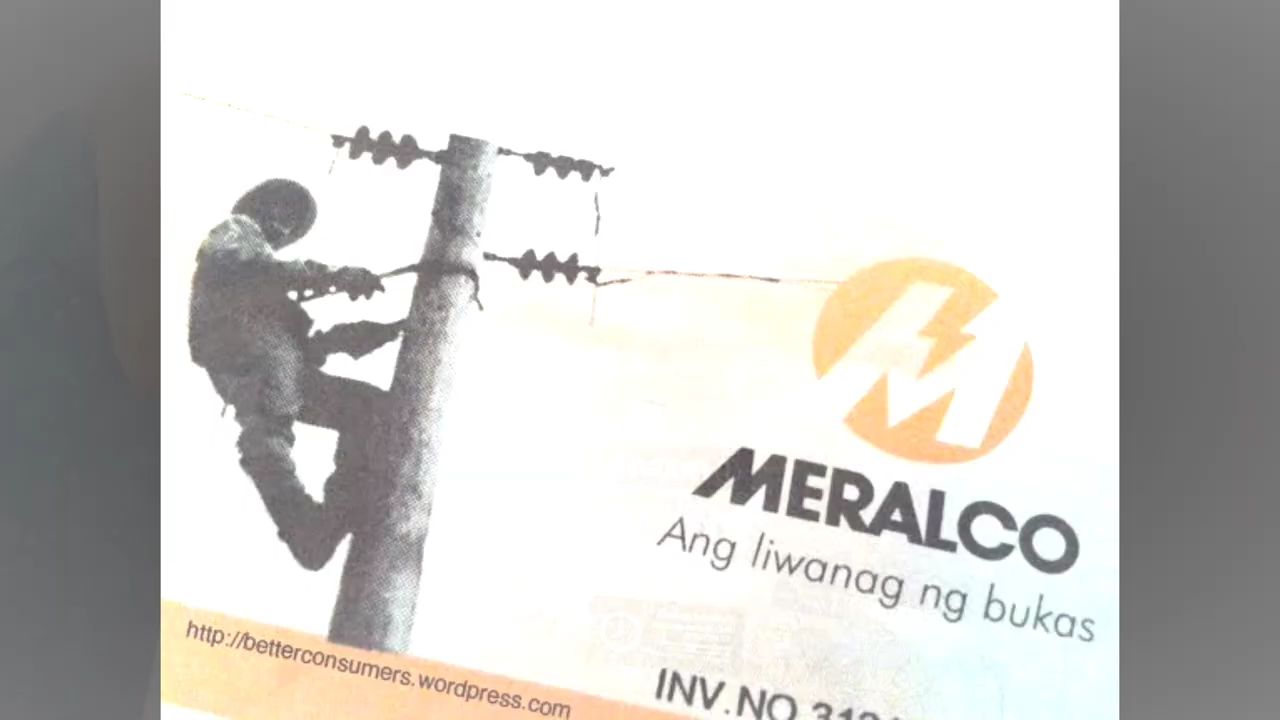 MERALCO
Ang liwanag ng bukas
http://betterconsumers.wordpress.com
INV.NO